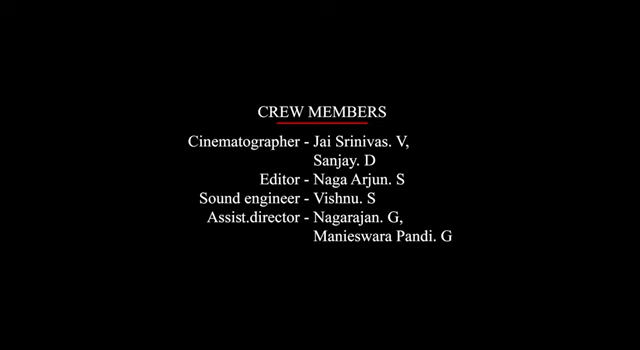 CREW MEMBERS
Cinematographer - Jai Srinivas. V,
Sanjay. D
Editor - Naga Arjun. S
Sound engineer - Vishnu. S
Assist.director - Nagarajan. G,
Manieswara Pandi. G